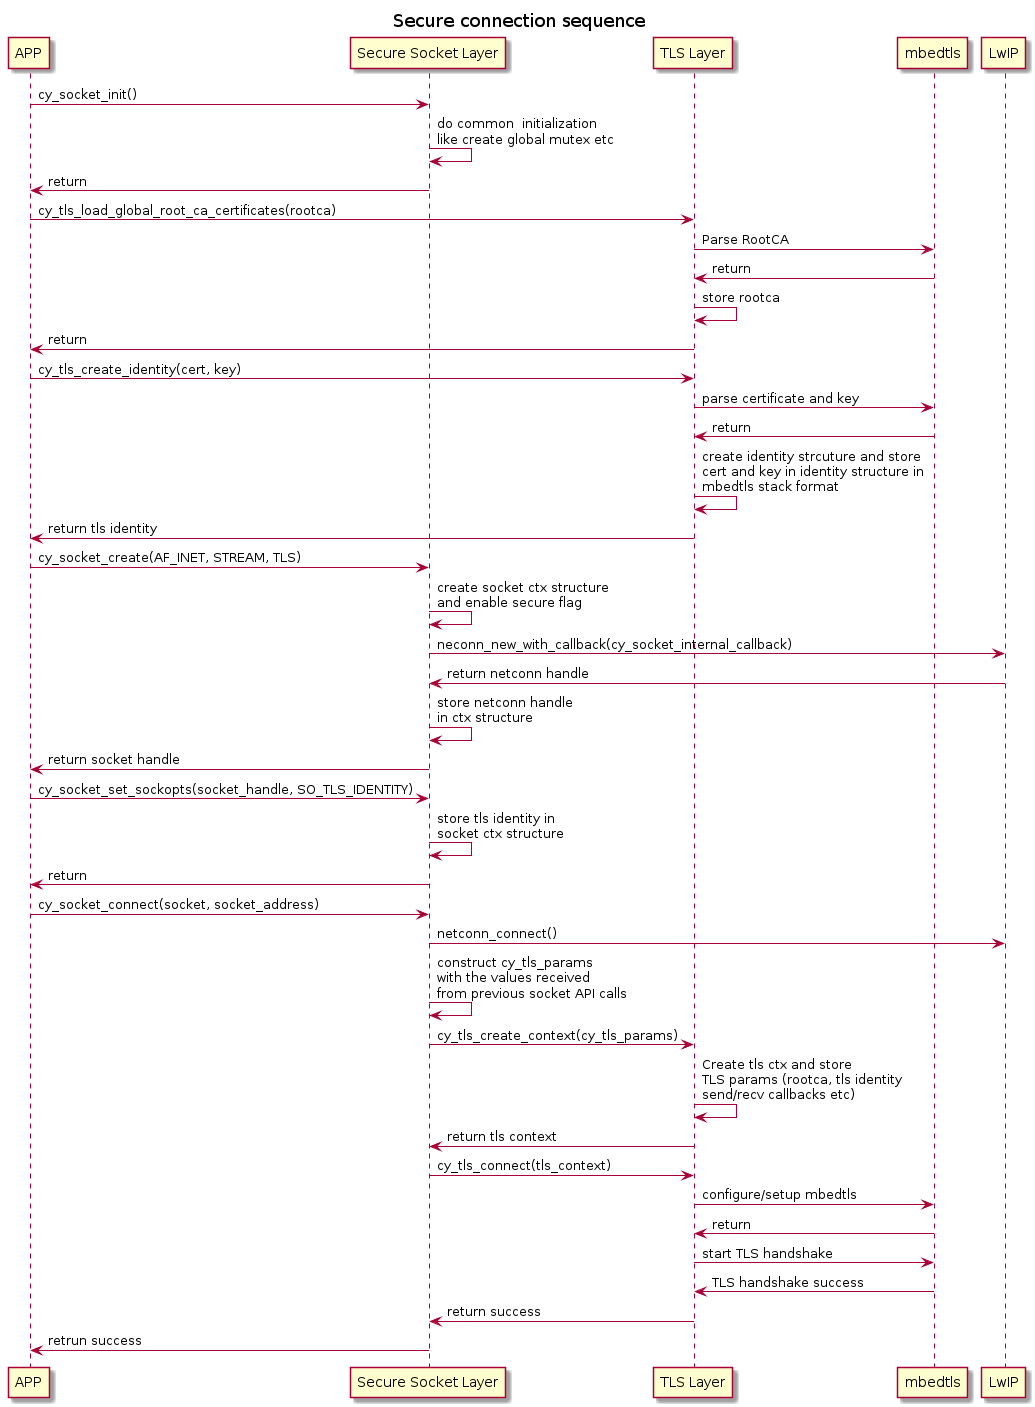 Secure connection sequence
APP
Secure Socket Layer
TLS Layer
mbedtls
LwIP
cy_socket_init()
do common  initialization
like create global mutex etc
return
cy_tls_load_global_root_ca_certificates(rootca)
Parse RootCA
return
store rootca
return
cy_tls_create_identity(cert, key)
parse certificate and key
return
create identity strcuture and store
cert and key in identity structure in
mbedtls stack format
return tls identity
cy_socket_create(AF_INET, STREAM, TLS)
create socket ctx structure
and enable secure flag
neconn_new_with_callback(cy_socket_internal_callback)
return netconn handle
store netconn handle
in ctx structure
return socket handle
cy_socket_set_sockopts(socket_handle, SO_TLS_IDENTITY)
store tls identity in
socket ctx structure
return
cy_socket_connect(socket, socket_address)
netconn_connect()
construct cy_tls_params
with the values received
from previous socket API calls
cy_tls_create_context(cy_tls_params)
Create tls ctx and store
TLS params (rootca, tls identity
send/recv callbacks etc)
return tls context
cy_tls_connect(tls_context)
configure/setup mbedtls
return
start TLS handshake
TLS handshake success
return success
retrun success
APP
Secure Socket Layer
TLS Layer
mbedtls
LwIP